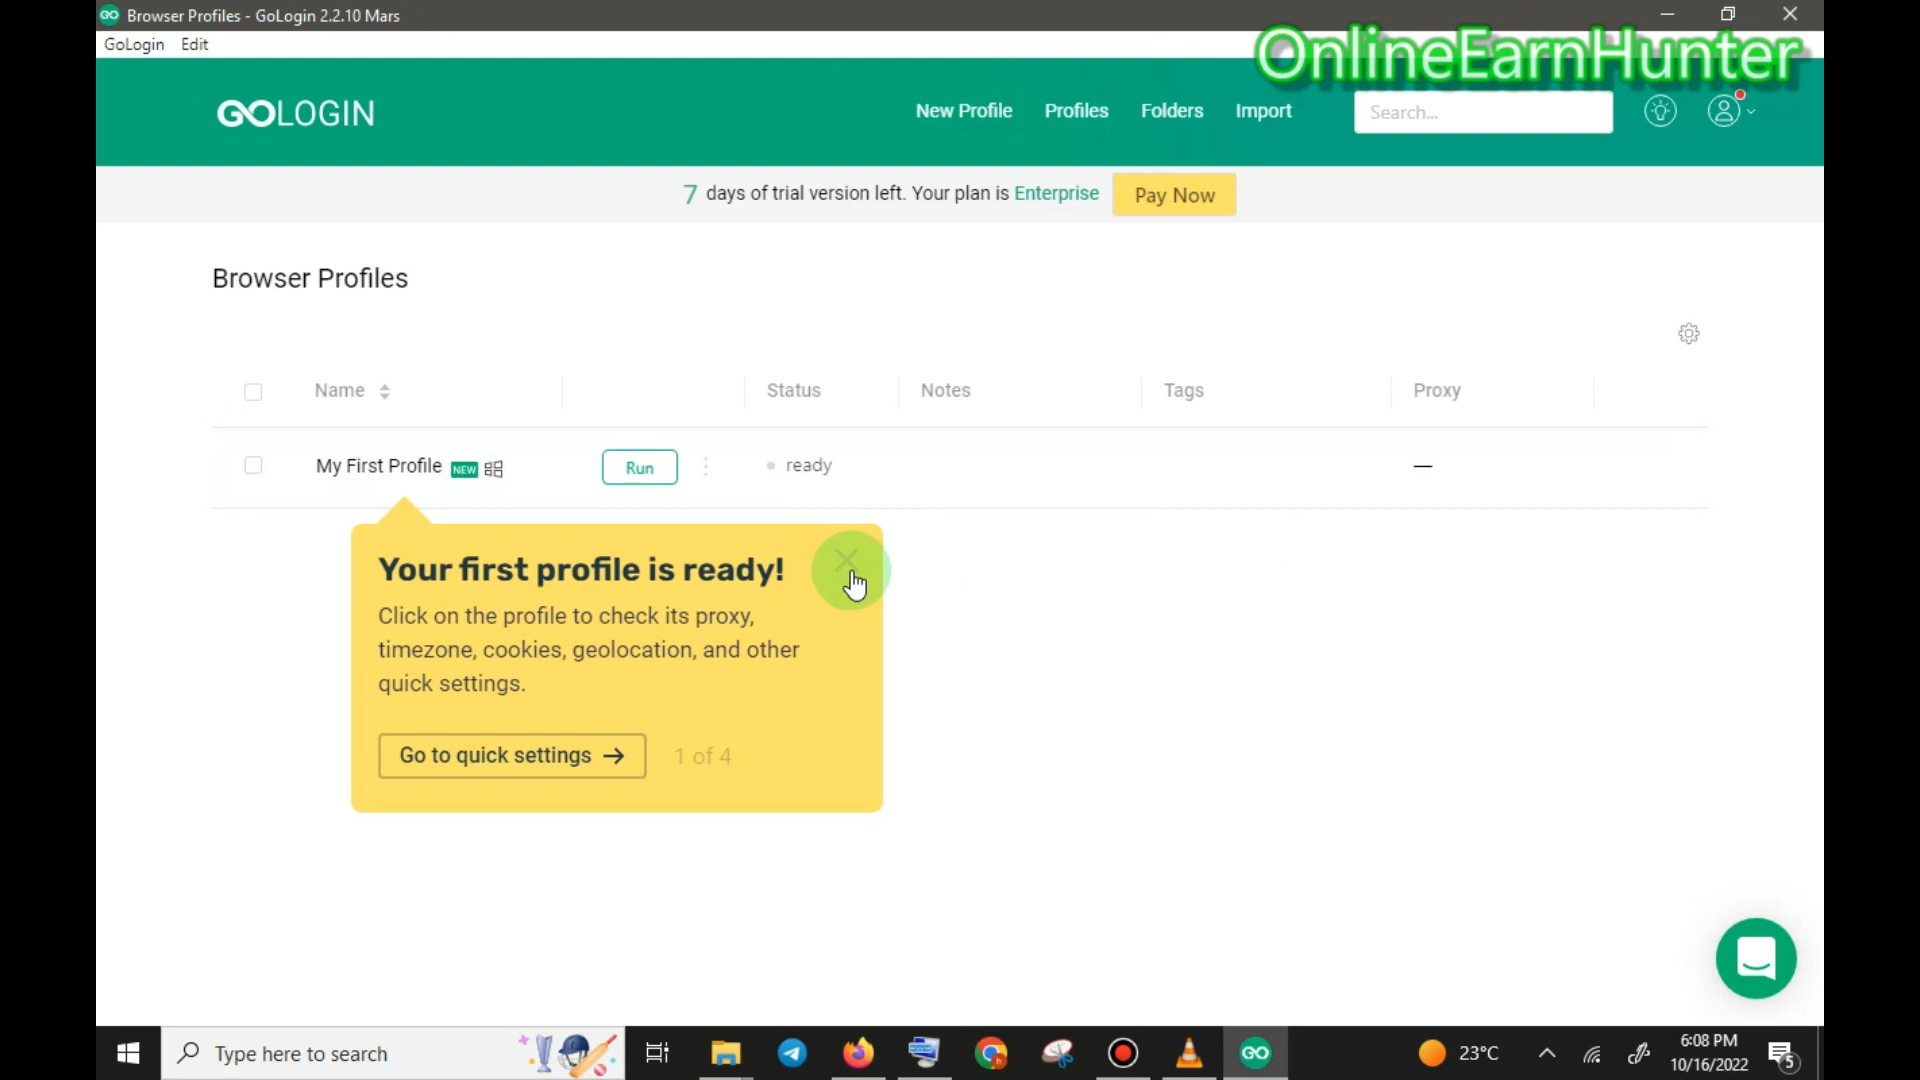 Browser Profiles - GoLogin 2.2.10 Mars
GoLogin Edit
OnlineEarnHunter
GOLOGIN
New Profile Profiles Folders Import Search...
7 days of trial version left. Your plan is Enterprise Pay Now
Browser Profiles
Name Status Notes Tags Proxy
My First Profile NEW Run ready —
Your first profile is ready!
Click on the profile to check its proxy,
timezone, cookies, geolocation, and other
quick settings.
Go to quick settings → 1 of 4
Type here to search
GO
23°C
6:08 PM
10/16/2022
5